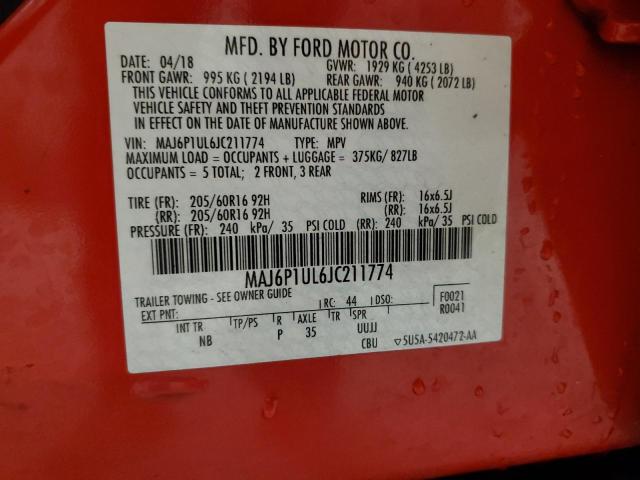 MFD. BY FORD MOTOR CO.
DATE: 04/18 GVWR: 1929 KG ( 4253 LB)
FRONT GAWR: 995 KG ( 2194 LB) REAR GAWR: 940 KG ( 2072 LB)
THIS VEHICLE CONFORMS TO ALL APPLICABLE FEDERAL MOTOR
VEHICLE SAFETY AND THEFT PREVENTION STANDARDS
IN EFFECT ON THE DATE OF MANUFACTURE SHOWN ABOVE.
VIN: MAJ6P1UL6JC211774 TYPE: MPV
MAXIMUM LOAD = OCCUPANTS + LUGGAGE = 375KG/ 827LB
OCCUPANTS = 5 TOTAL; 2 FRONT, 3 REAR
TIRE (FR): 205/60R16 92H RIMS (FR): 16x6.5J
(RR): 205/60R16 92H (RR): 16x6.5J
PRESSURE (FR): 240 kPa/ 35 PSI COLD (RR): 240 kPa/ 35 PSI COLD
MAJ6P1UL6JC211774
TRAILER TOWING - SEE OWNER GUIDE
EXT PNT: RC: 44 DSO: F0021
R0041
INT TR TP/PS R AXLE TR SPR
NB P 35 UUJJ
CBU 5U5A-5420472-AA